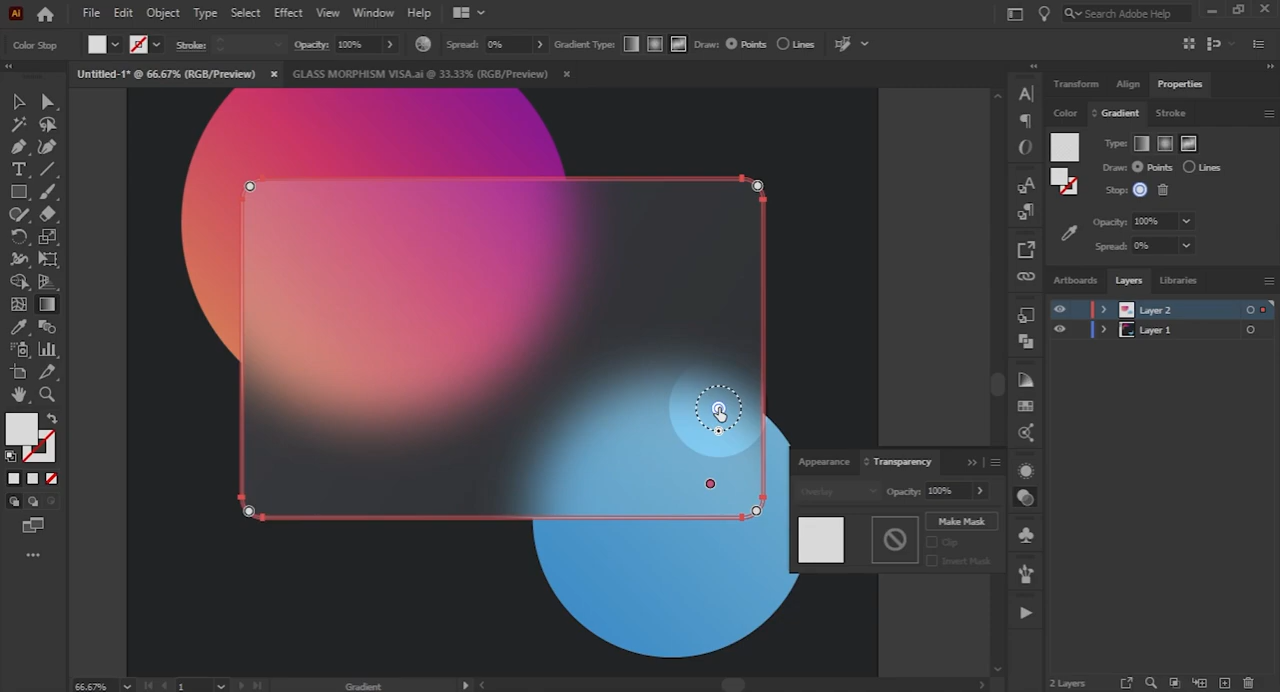 Ai File Edit Object Type Select Effect View Window Help Search Adobe Help
Color Stop Stroke: Opacity: 100% Spread: 0% Gradient Type: Draw: Points Lines
Untitled-1* @ 66.67% (RGB/Preview) × GLASS MORPHISM VISA.ai @ 33.33% (RGB/Preview) ×
Transform Align Properties
Color Gradient Stroke
Type:
Draw: Points Lines
Stop:
Opacity: 100%
Spread: 0%
Artboards Layers Libraries
Layer 2
Layer 1
Appearance Transparency
Overlay Opacity: 100%
Make Mask
Clip
Invert Mask
66.67% 1 Gradient 2 Layers